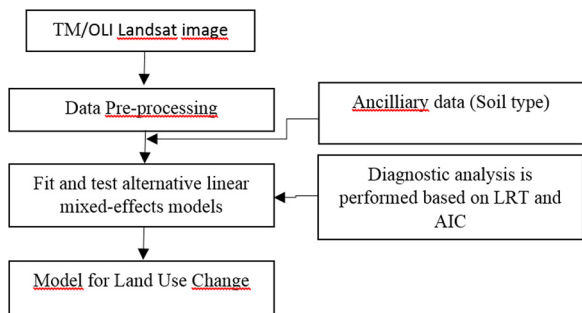 TM/OLI Landsat image
Data Pre-processing
Ancilliary data (Soil type)
Fit and test alternative linear
mixed-effects models
Diagnostic analysis is
performed based on LRT and
AIC
Model for Land Use Change